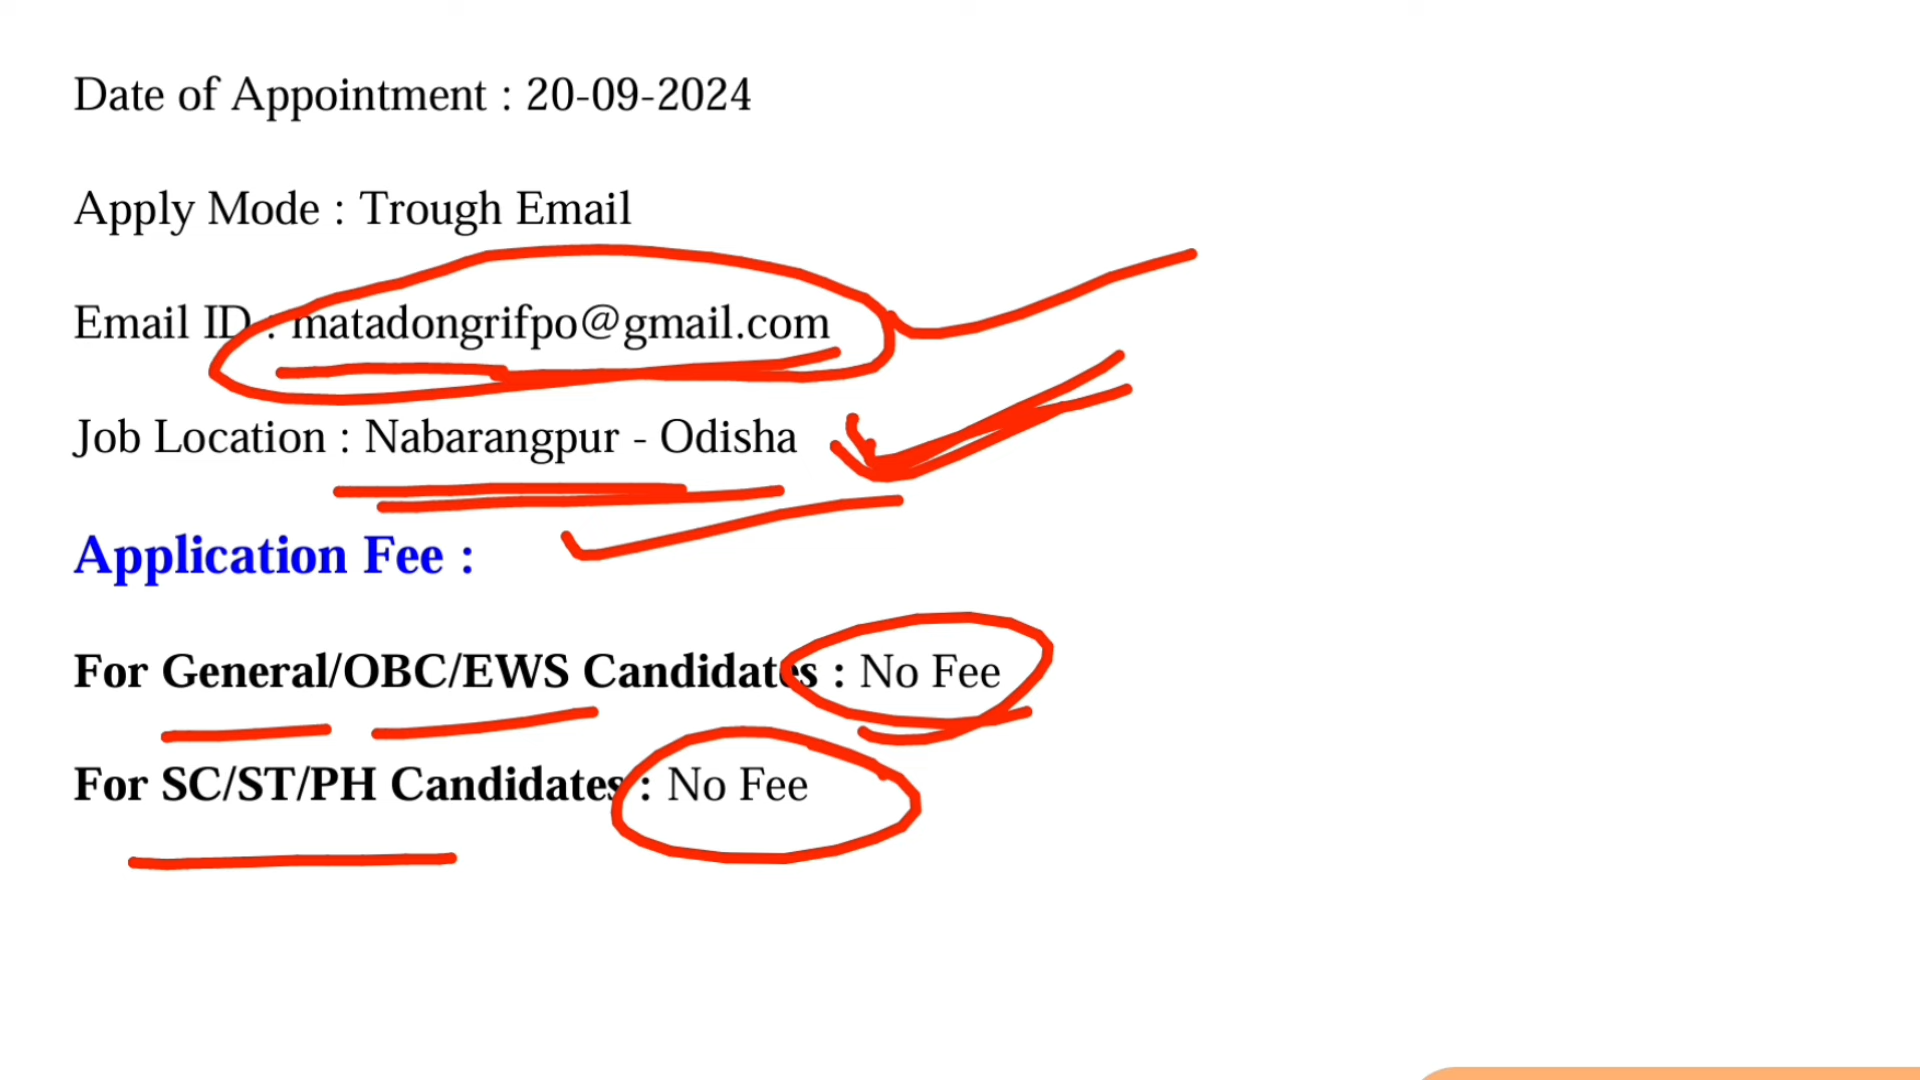 Date of Appointment : 20-09-2024
Apply Mode : Trough Email
Email ID : matadongrifpo@gmail.com
Job Location : Nabarangpur - Odisha
Application Fee :
For General/OBC/EWS Candidates : No Fee
For SC/ST/PH Candidates : No Fee